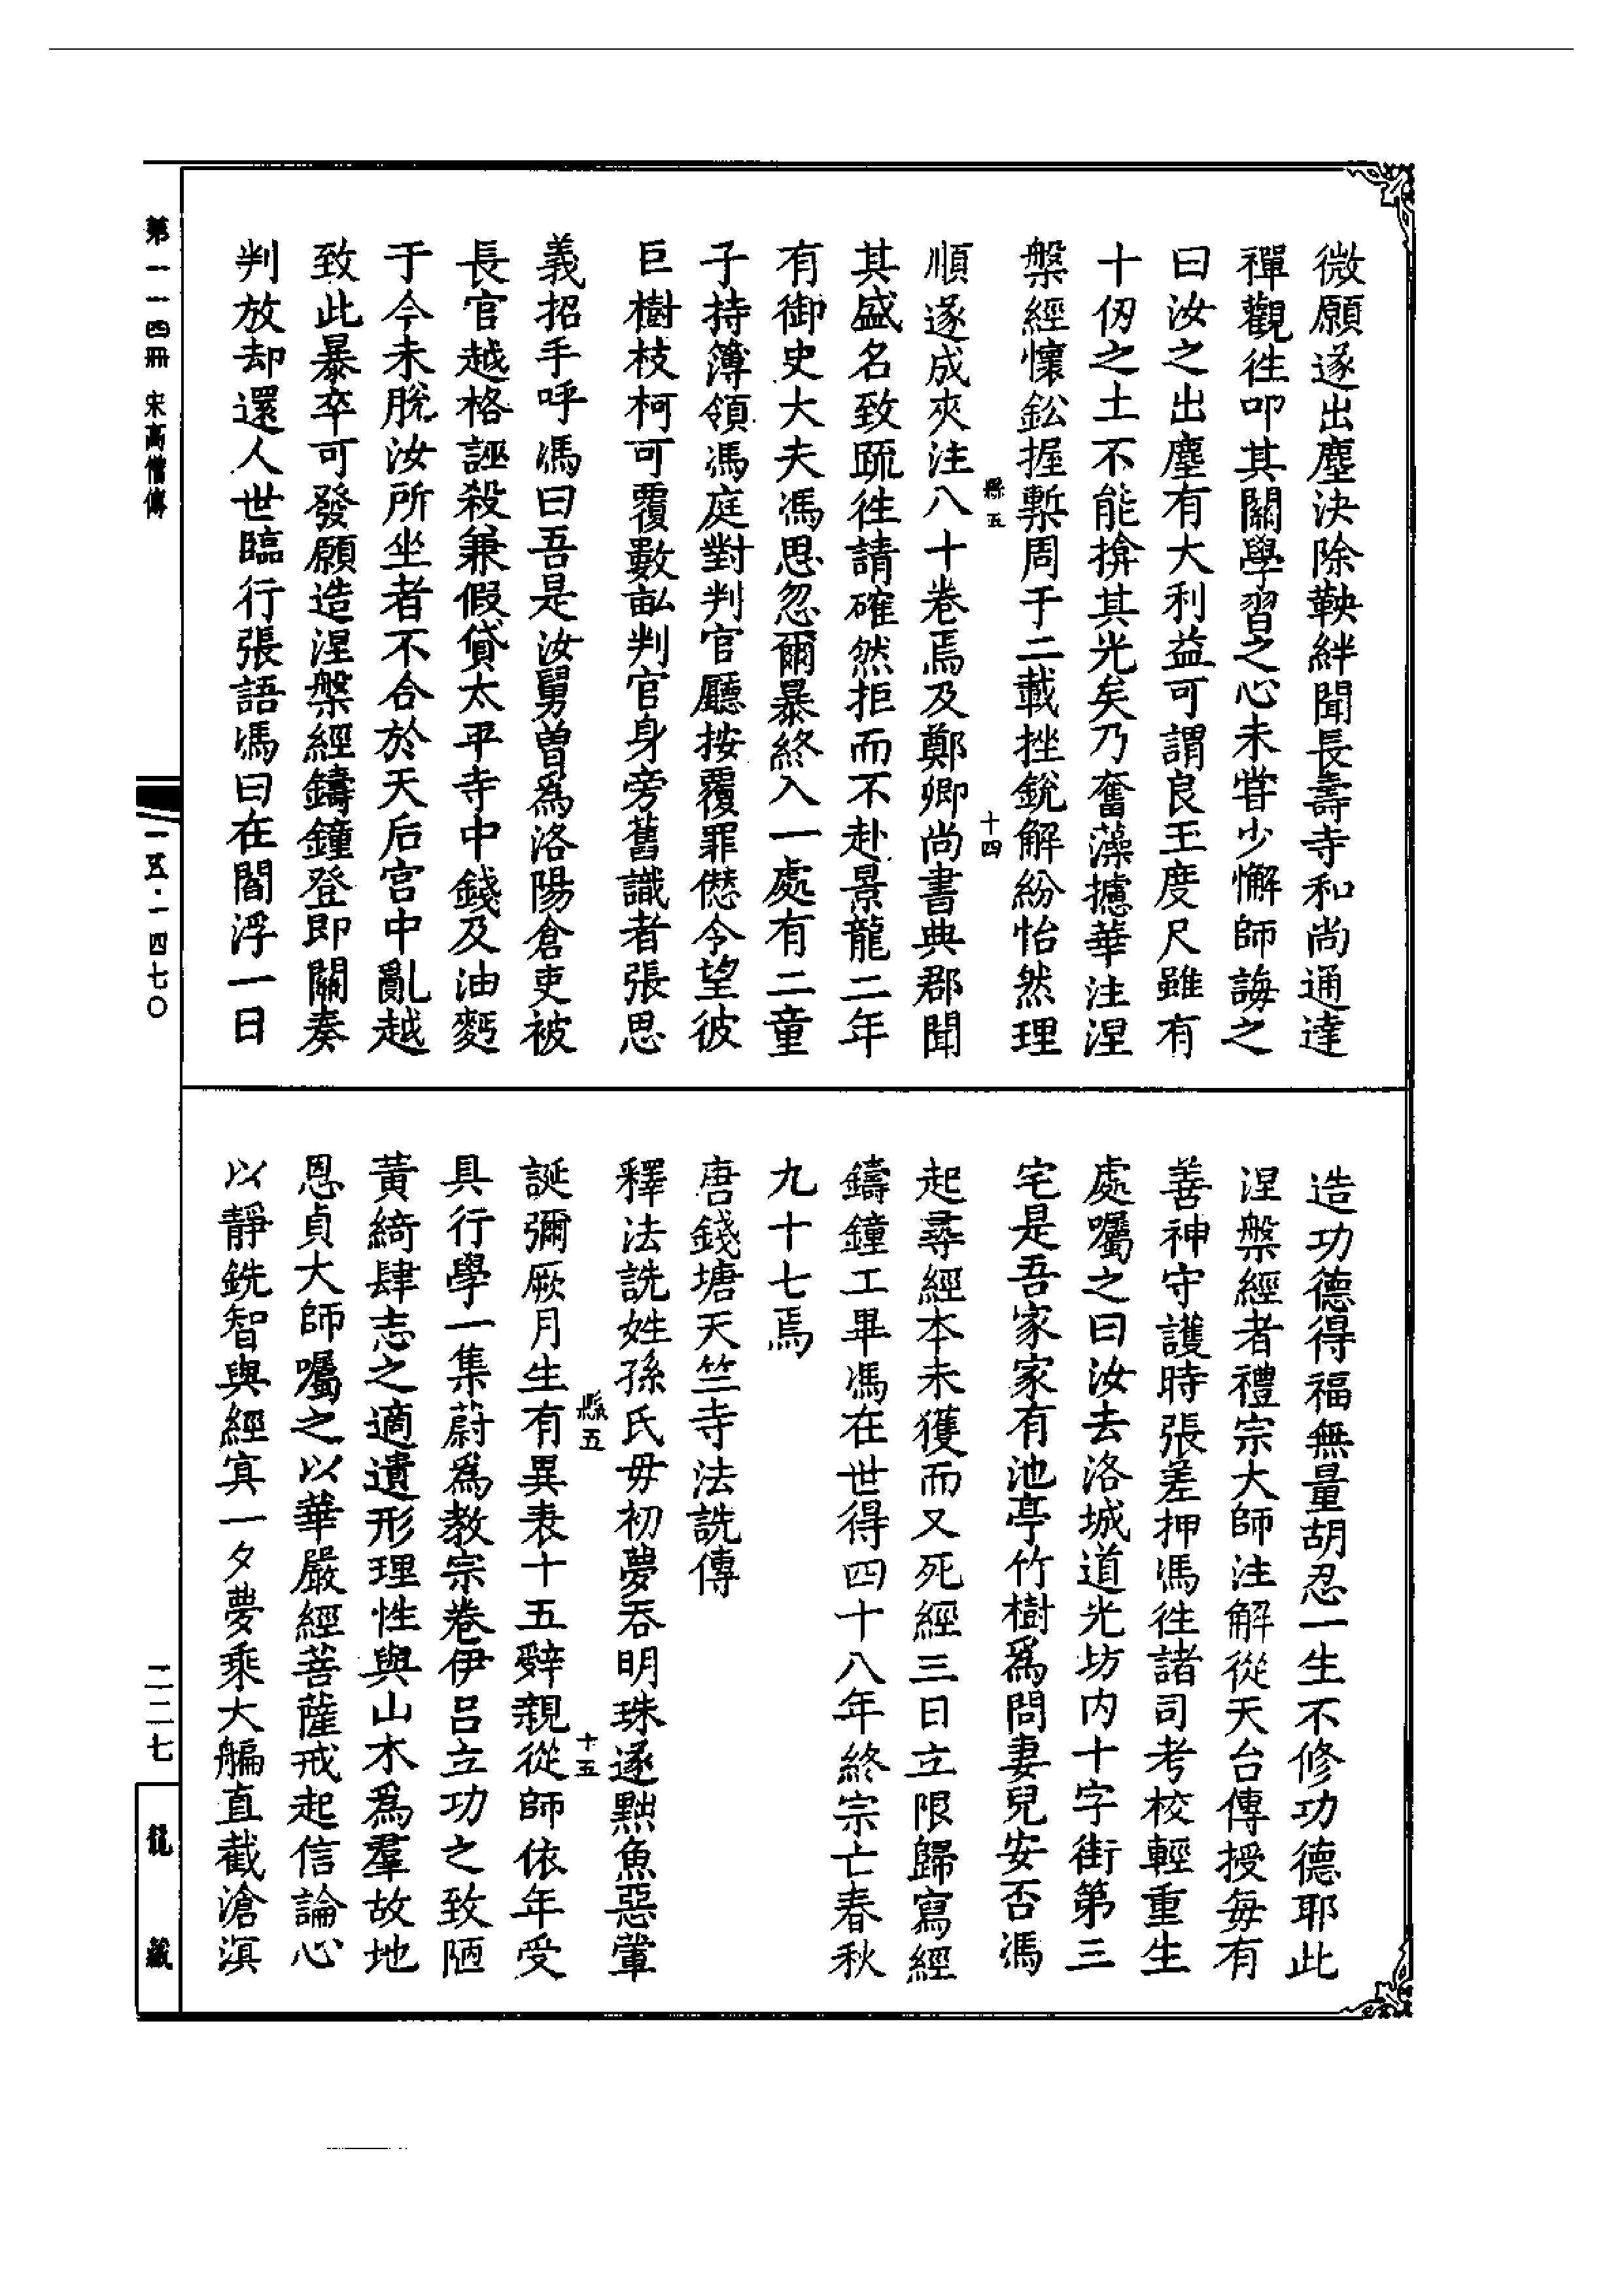 微願遂出塵決除鞅絆聞長壽寺和尚通達
禪觀往叩其關學習之心未甞少懈師誨之
曰汝之出塵有大利益可謂良玉度尺雖有
十仞之土不能揜其光矣乃奮藻摅華注涅
槃經懷鈆握槧周于二載挫銳解紛怡然理
縣五
十四
順遂成夾注八十卷焉及鄭卿尚書典郡聞
其盛名致疏往請確然拒而不赴景龍二年
有御史大夫馮思忽爾暴終入一處有二童
子持簿領馮庭對判官廳按覆罪僽令望彼
巨樹枝柯可覆數畝判官身旁舊識者張思
義招手呼馮曰吾是汝舅曾爲洛陽倉吏被
長官越格誣殺兼假貸太平寺中錢及油麪
于今未脫汝所坐者不合於天后宫中亂越
致此暴卒可發願造涅槃經鑄鐘登即關奏
判放却還人世臨行張語馮曰在閻浮一日
造功德得福無量胡忍一生不修功德耶此
涅槃經者禮宗大師注解從天台傳授每有
善神守護時張差押馮往諸司考校輕重生
處囑之曰汝去洛城道光坊内十字街第三
宅是吾家家有池亭竹樹爲問妻兒安否馮
起尋經本未獲而又死經三日立限歸寫經
鑄鐘工畢馮在世得四十八年終宗亡春秋
九十七焉
唐錢塘天竺寺法詵傳
釋法詵姓孫氏毋初夢吞明珠遂黜魚惡葷
縣五
十五
誕彌厥月生有異表十五辤親從師依年受
具行學一集蔚爲教宗卷伊呂立功之致陋
黃綺肆志之適遺形理性與山木爲羣故地
恩貞大師囑之以華嚴經菩薩戒起信論心
以靜銑智與經寘一夕夢乘大艑直截滄溟
第一一四冊　宋高僧傳
一五·一四七〇
二二七
龍藏